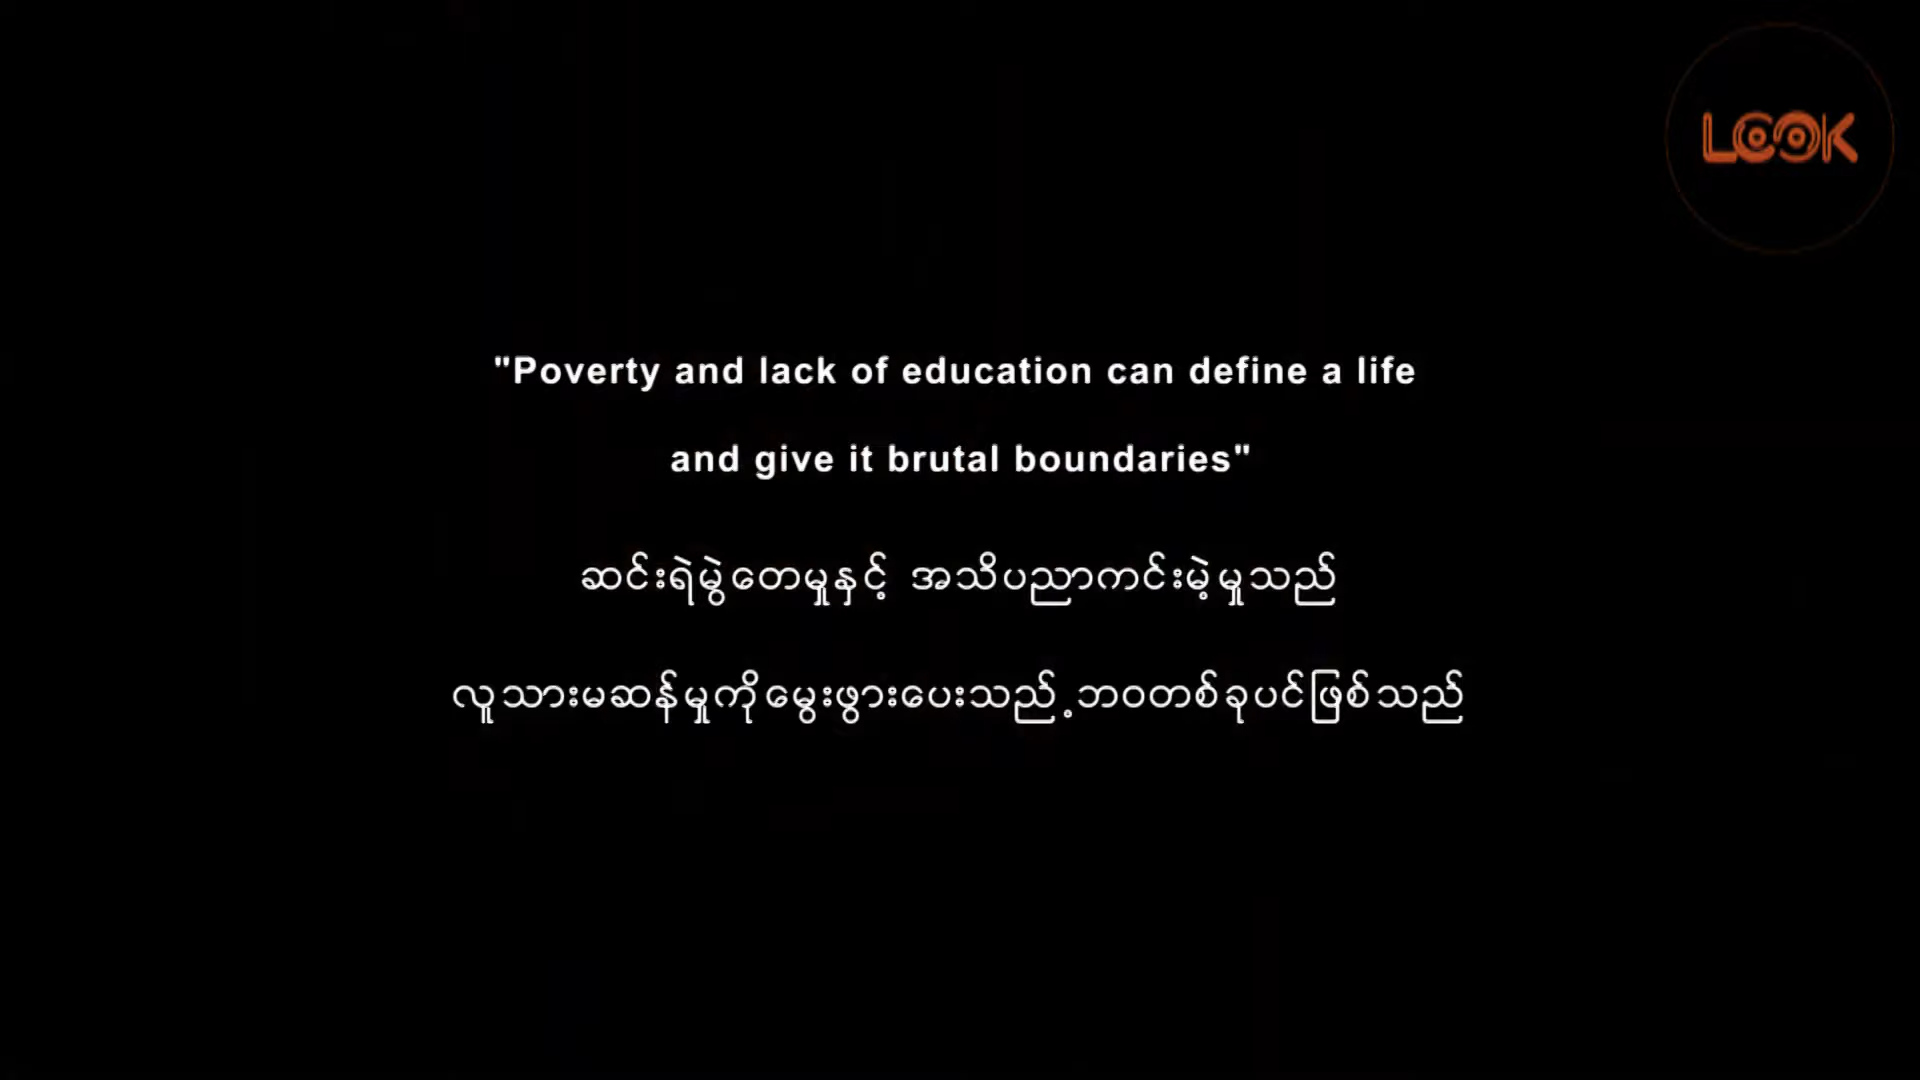 LOOK
"Poverty and lack of education can define a life
and give it brutal boundaries"
ဆင်းရဲမွဲတေမှုနှင့် အသိပညာကင်းမဲ့မှုသည်
လူသားမဆန်မှုကိုမွေးဖွားပေးသည့်ဘဝတစ်ခုပင်ဖြစ်သည်